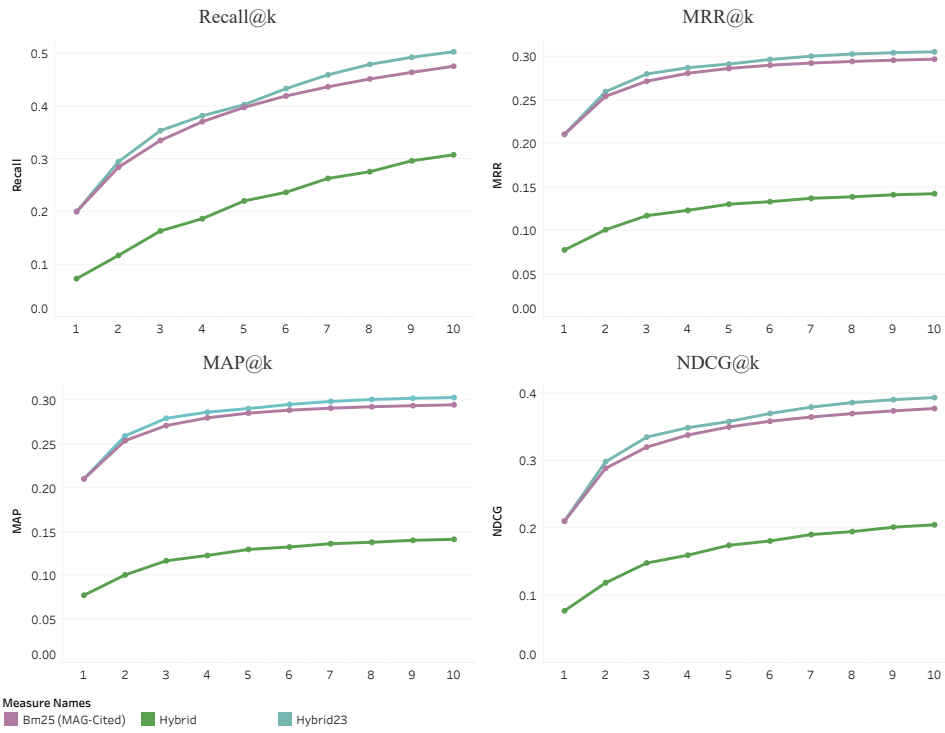 Recall@k
Recall
0.5
0.4
0.3
0.2
0.1
0.0
1 2 3 4 5 6 7 8 9 10
MRR@k
MRR
0.30
0.25
0.20
0.15
0.10
0.05
0.00
1 2 3 4 5 6 7 8 9 10
MAP@k
MAP
0.30
0.25
0.20
0.15
0.10
0.05
0.00
1 2 3 4 5 6 7 8 9 10
NDCG@k
NDCG
0.4
0.3
0.2
0.1
0.0
1 2 3 4 5 6 7 8 9 10
Measure Names
Bm25 (MAG-Cited) Hybrid Hybrid23